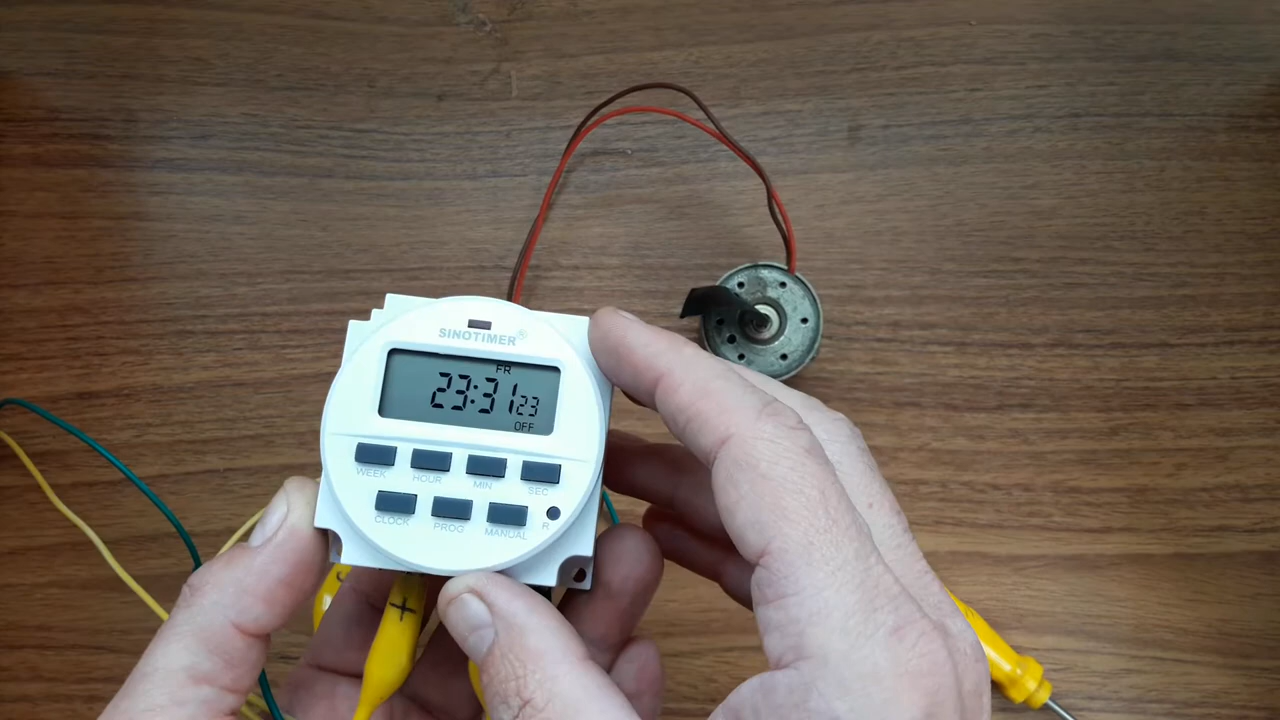 SINOTIMER®
FR
23:31 23
OFF
WEEK HOUR MIN SEC
CLOCK PROG MANUAL R
+